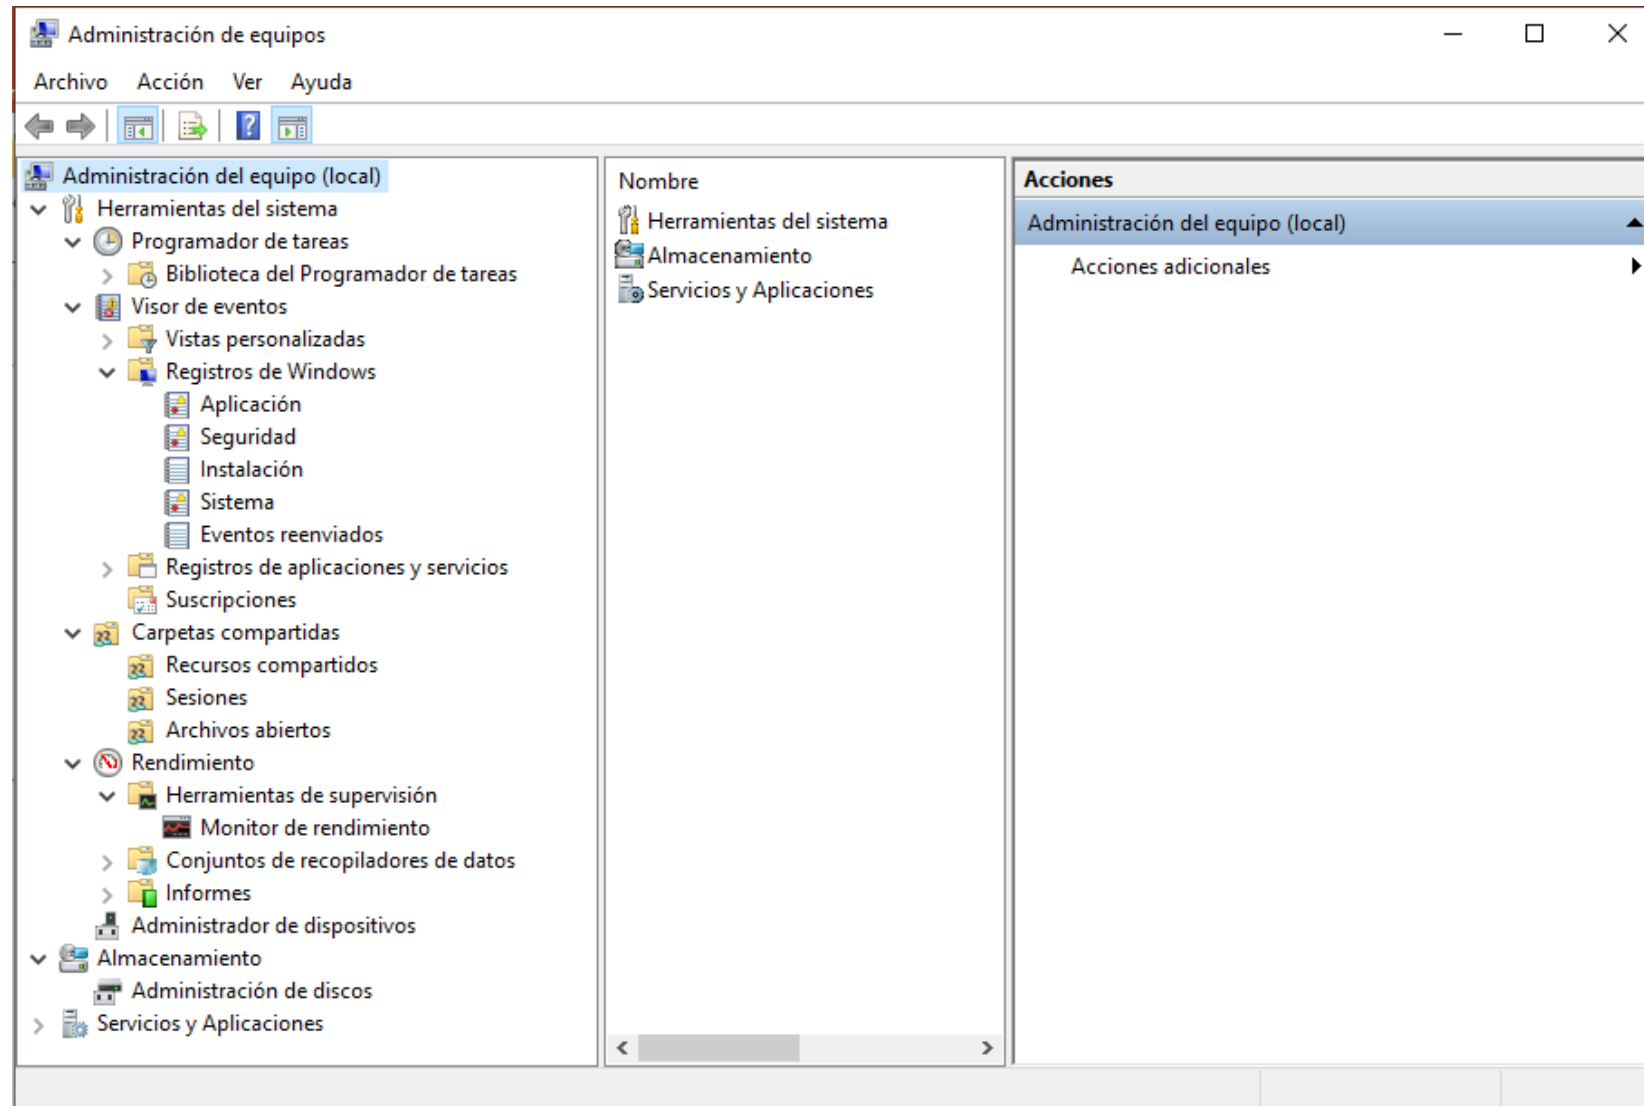 Administración de equipos
Archivo Acción Ver Ayuda
Administración del equipo (local)
Herramientas del sistema
Programador de tareas
Biblioteca del Programador de tareas
Visor de eventos
Vistas personalizadas
Registros de Windows
Aplicación
Seguridad
Instalación
Sistema
Eventos reenviados
Registros de aplicaciones y servicios
Suscripciones
Carpetas compartidas
Recursos compartidos
Sesiones
Archivos abiertos
Rendimiento
Herramientas de supervisión
Monitor de rendimiento
Conjuntos de recopiladores de datos
Informes
Administrador de dispositivos
Almacenamiento
Administración de discos
Servicios y Aplicaciones
Nombre
Herramientas del sistema
Almacenamiento
Servicios y Aplicaciones
Acciones
Administración del equipo (local)
Acciones adicionales